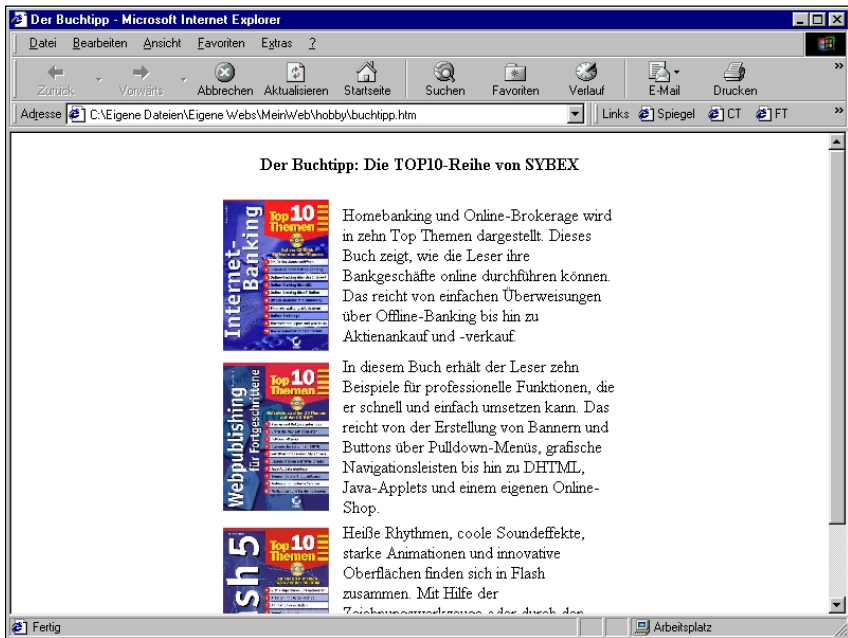 Der Buchtipp - Microsoft Internet Explorer
Datei Bearbeiten Ansicht Favoriten Extras ?
Zurück Vorwärts Abbrechen Aktualisieren Startseite Suchen Favoriten Verlauf E-Mail Drucken »
Adresse C:\Eigene Dateien\Eigene Webs\MeinWeb\hobby\buchtipp.htm Links Spiegel CT FT »
Der Buchtipp: Die TOP10-Reihe von SYBEX
Internet-
Banking
Top 10
Themen
Homebanking und Online-Brokerage wird
in zehn Top Themen dargestellt. Dieses
Buch zeigt, wie die Leser ihre
Bankgeschäfte online durchführen können.
Das reicht von einfachen Überweisungen
über Offline-Banking bis hin zu
Aktienankauf und -verkauf.
Webpublishing
für Fortgeschrittene
Top 10
Themen
In diesem Buch erhält der Leser zehn
Beispiele für professionelle Funktionen, die
er schnell und einfach umsetzen kann. Das
reicht von der Erstellung von Bannern und
Buttons über Pulldown-Menüs, grafische
Navigationsleisten bis hin zu DHTML,
Java-Applets und einem eigenen Online-
Shop.
ash 5
Top 10
Themen
Heiße Rhythmen, coole Soundeffekte,
starke Animationen und innovative
Oberflächen finden sich in Flash
zusammen. Mit Hilfe der
Zeichnungswerkzeuge oder durch den
Fertig Arbeitsplatz